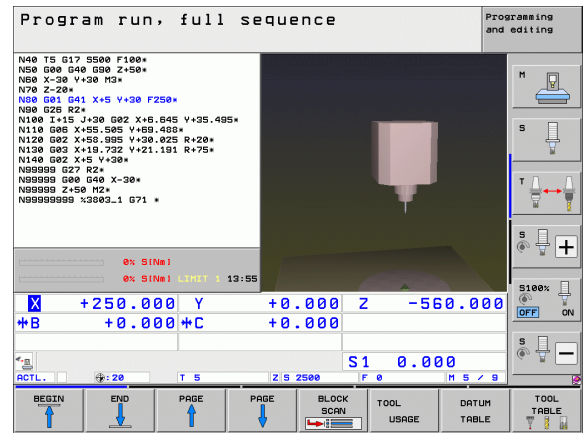 Program run, full sequence
Programming
and editing
N40 T5 G17 S500 F100*
N50 G00 G40 G90 Z+50*
N60 X-30 Y+30 M3*
N70 Z-20*
N80 G01 G41 X+5 Y+30 F250*
N90 G26 R2*
N100 I+15 J+30 G02 X+6.645 Y+35.495*
N110 G06 X+55.505 Y+69.488*
N120 G02 X+58.995 Y+30.025 R+20*
N130 G03 X+19.732 Y+21.191 R+75*
N140 G02 X+5 Y+30*
N99999 G27 R2*
N99999 G00 G40 X-30*
N99999 Z+50 M2*
N99999999 %3803_1 G71 *
0% S[Nm]
0% S[Nm] LIMIT 1 13:55
X +250.000 Y +0.000 Z -560.000
*B +0.000 *C +0.000
S1 0.000
ACTL. : 20 T 5 Z S 2500 F 0 M 5 / 9
M
S
T
S
S100%
OFF ON
S
BEGIN
END
PAGE
PAGE
BLOCK
SCAN
TOOL
USAGE
DATUM
TABLE
TOOL
TABLE